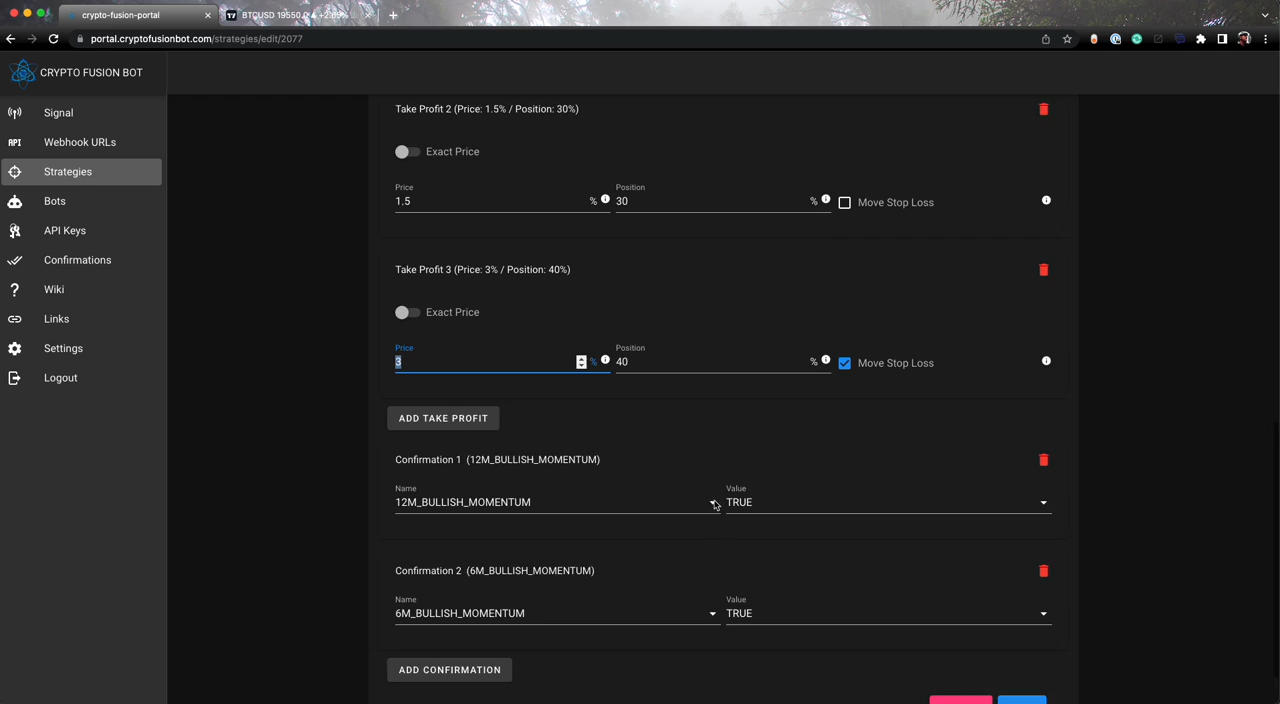 crypto-fusion-portal
BTCUSD 19550.0 ▲ +2.69% U
portal.cryptofusionbot.com/strategies/edit/2077
CRYPTO FUSION BOT
Signal
API Webhook URLs
Strategies
Bots
API Keys
Confirmations
Wiki
Links
Settings
Logout
Take Profit 2 (Price: 1.5% / Position: 30%)
Exact Price
Price Position
1.5 % 30 % Move Stop Loss
Take Profit 3 (Price: 3% / Position: 40%)
Exact Price
Price Position
3 % 40 % Move Stop Loss
ADD TAKE PROFIT
Confirmation 1 (12M_BULLISH_MOMENTUM)
Name Value
12M_BULLISH_MOMENTUM TRUE
Confirmation 2 (6M_BULLISH_MOMENTUM)
Name Value
6M_BULLISH_MOMENTUM TRUE
ADD CONFIRMATION